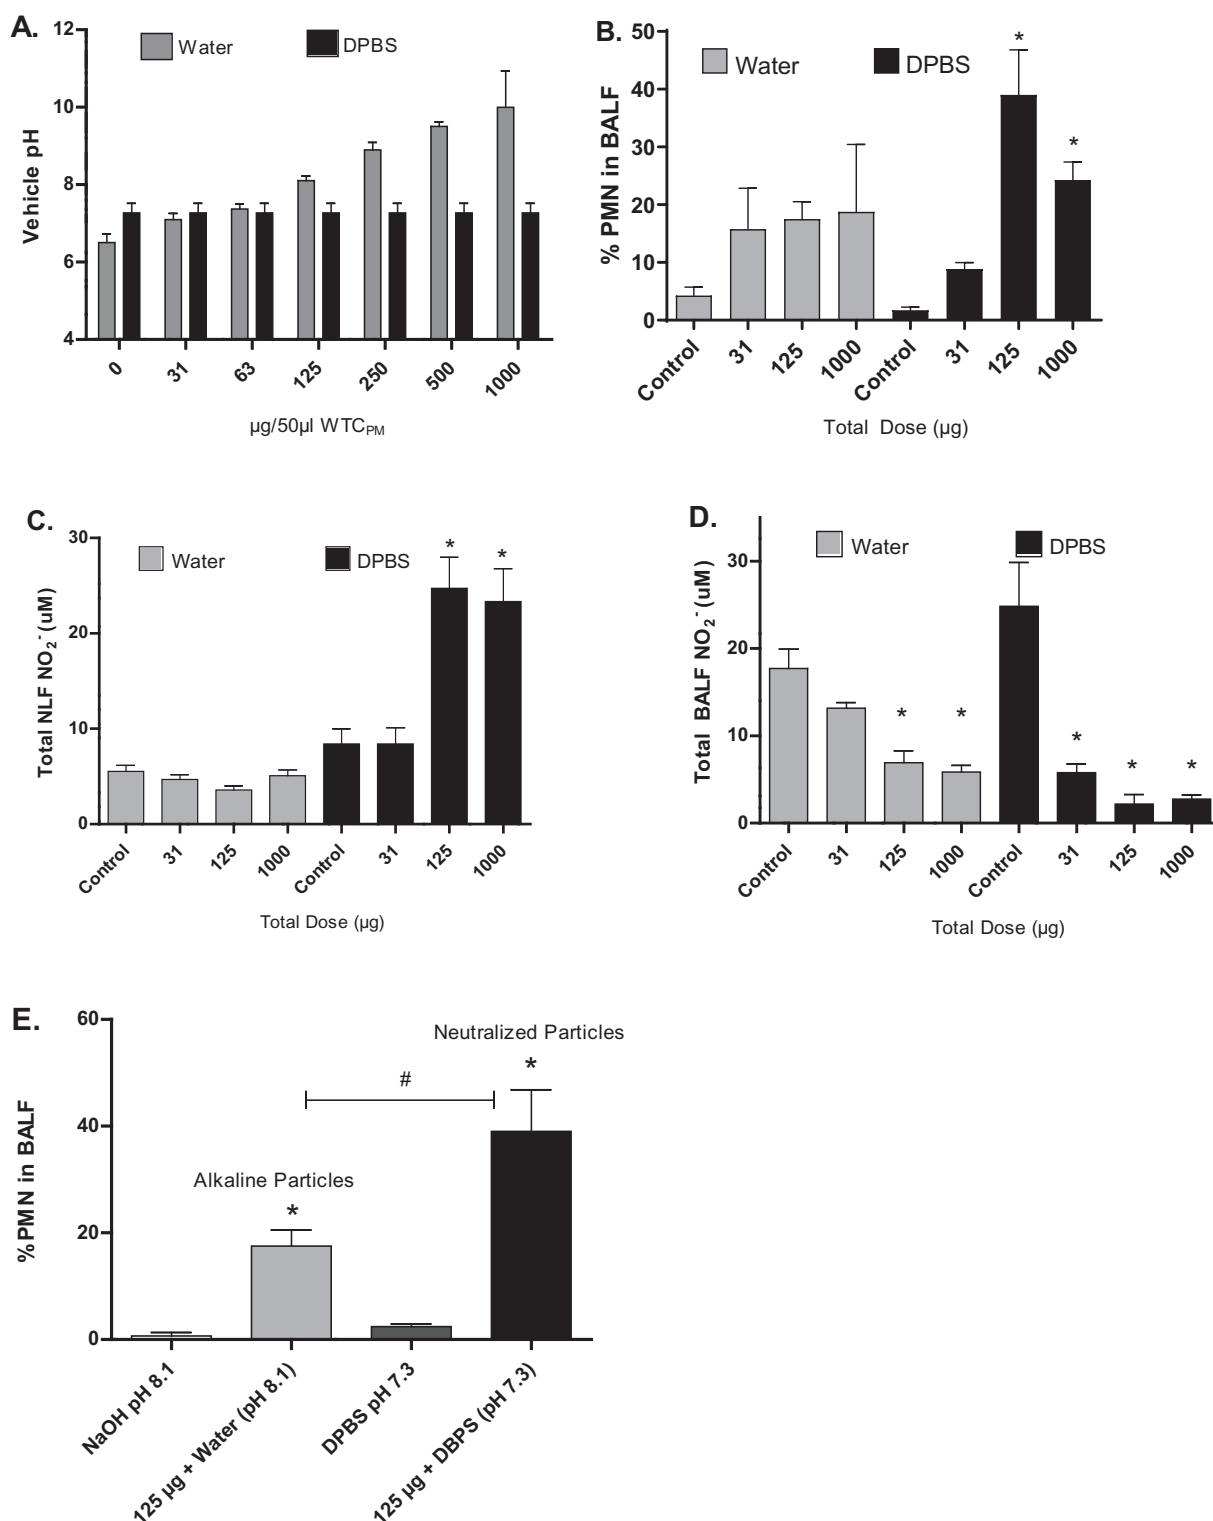 A.
Water
DPBS
Vehicle pH
12
10
8
6
4
0 31 63 125 250 500 1000
µg/50µl WTCPM
B.
Water
DPBS
% PMN in BALF
50
40
30
20
10
0
*
*
Control 31 125 1000 Control 31 125 1000
Total Dose (µg)
C.
Water
DPBS
Total NLF NO2- (uM)
30
20
10
0
* *
Control 31 125 1000 Control 31 125 1000
Total Dose (µg)
D.
Water
DPBS
Total BALF NO2- (uM)
30
20
10
0
* * * * *
Control 31 125 1000 Control 31 125 1000
Total Dose (µg)
E.
%PMN in BALF
60
40
20
0
Neutralized Particles
*
#
Alkaline Particles
*
NaOH pH 8.1
125 µg + Water (pH 8.1)
DPBS pH 7.3
125 µg + DBPS (pH 7.3)